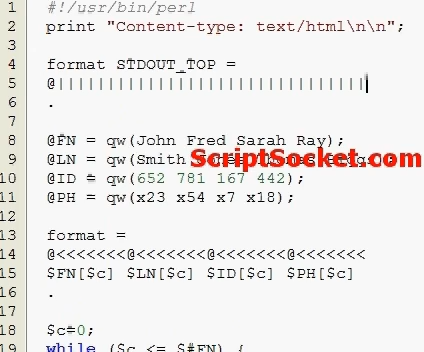 1 #!/usr/bin/perl
2 print "Content-type: text/html\n\n";
3
4 format STDOUT_TOP =
5 @|||||||||||||||||||||||||||||||
6 .
7
8 @FN = qw(John Fred Sarah Ray);
9 @LN = qw(Smith
ScriptSocket.com
10 @ID = qw(652 781 167 442);
11 @PH = qw(x23 x54 x7 x18);
12
13 format =
14 @<<<<<<<@<<<<<<<@<<<<<<<@<<<<<<<
15 $FN[$c] $LN[$c] $ID[$c] $PH[$c]
16 .
17
18 $c=0;
19 while ($c <= $#FN) {